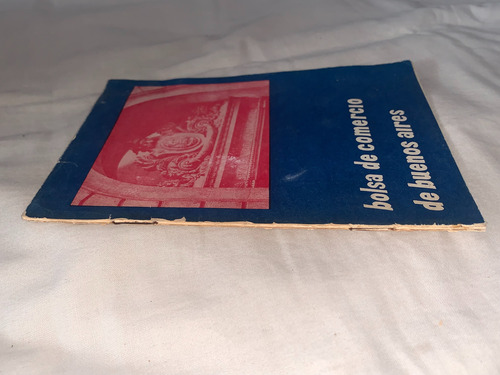 bolsa de comercio
de buenos aires